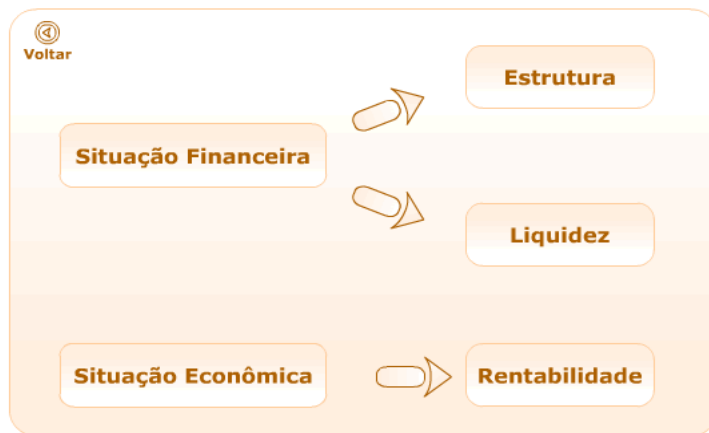 Voltar
Estrutura
Situação Financeira
Liquidez
Situação Econômica
Rentabilidade